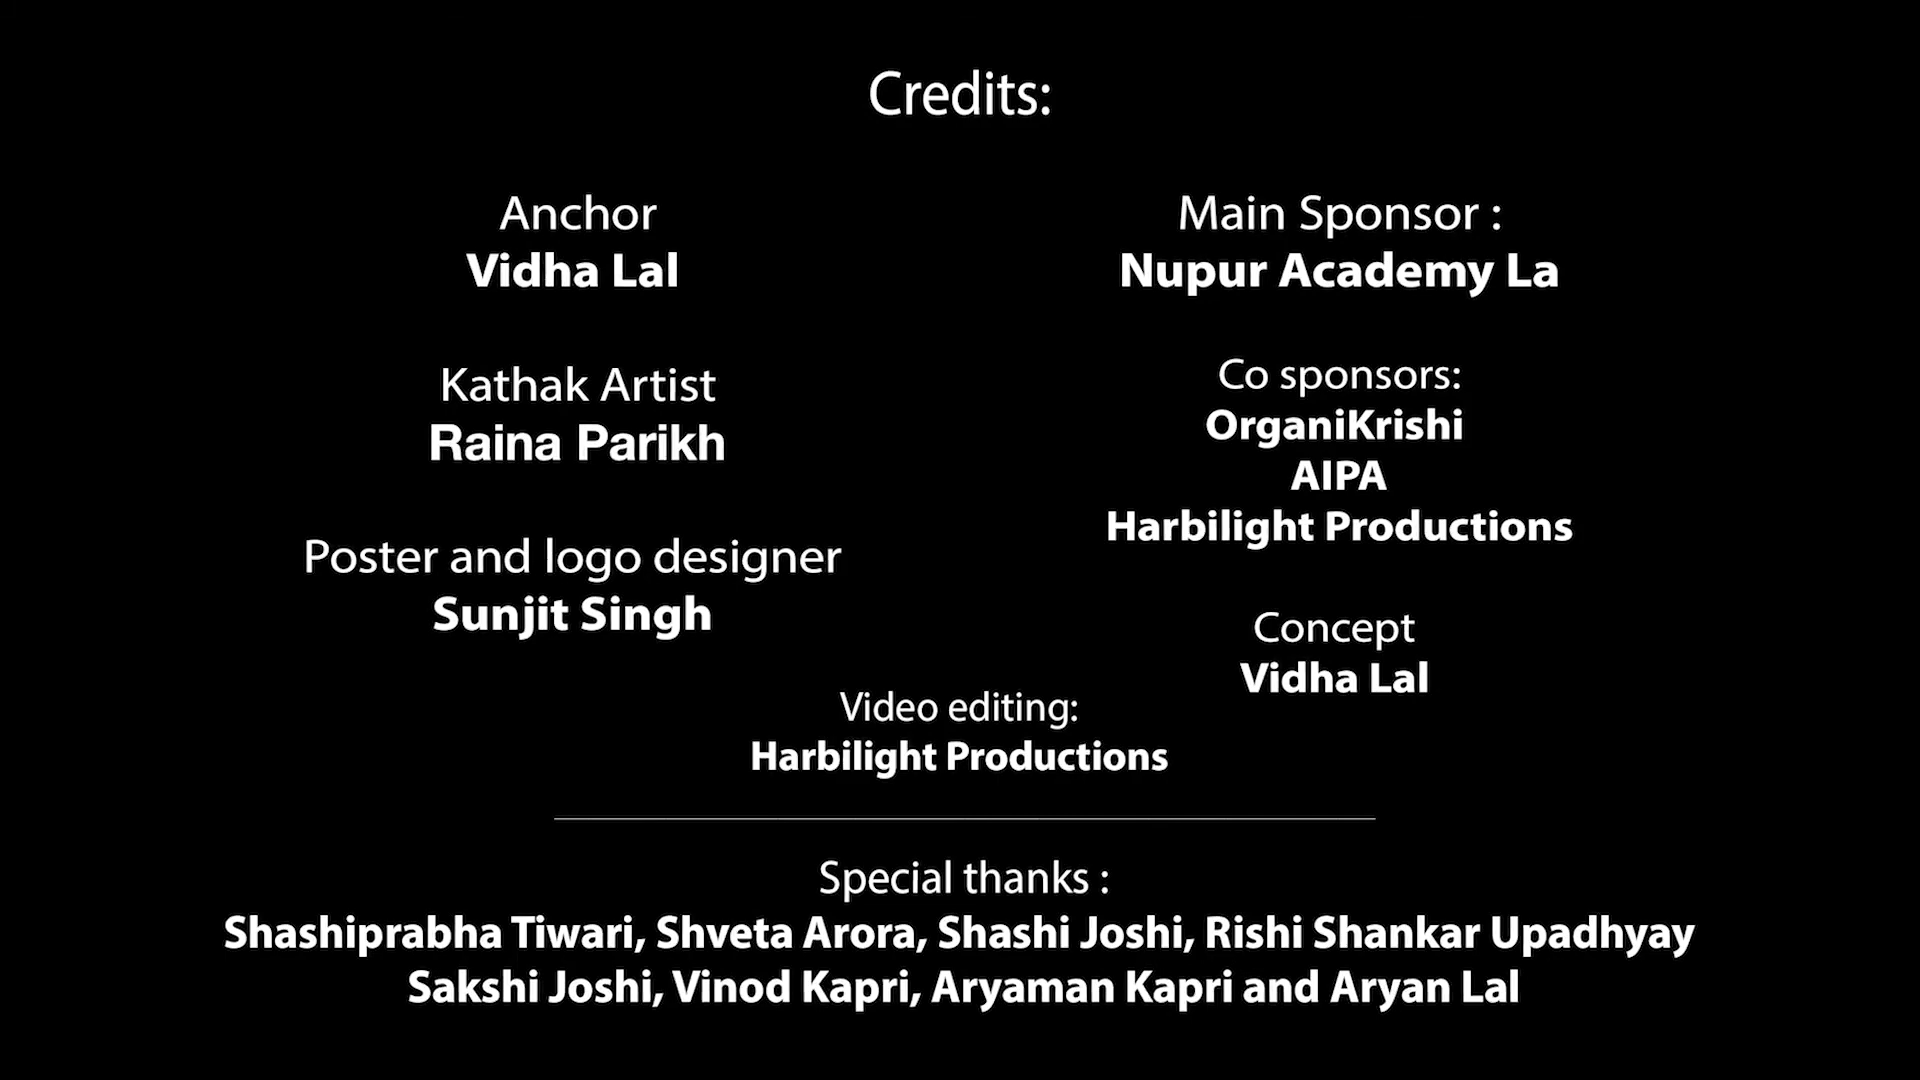 Credits:
Anchor
Vidha Lal
Kathak Artist
Raina Parikh
Poster and logo designer
Sunjit Singh
Main Sponsor :
Nupur Academy La
Co sponsors:
OrganiKrishi
AIPA
Harbilight Productions
Concept
Vidha Lal
Video editing:
Harbilight Productions
Special thanks :
Shashiprabha Tiwari, Shveta Arora, Shashi Joshi, Rishi Shankar Upadhyay
Sakshi Joshi, Vinod Kapri, Aryaman Kapri and Aryan Lal